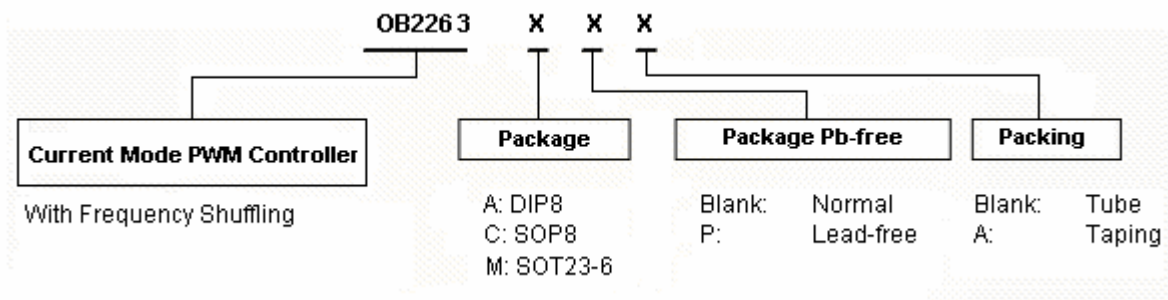 OB2263 X X X
Current Mode PWM Controller
With Frequency Shuffling
Package
A: DIP8
C: SOP8
M: SOT23-6
Package Pb-free
Blank: Normal
P: Lead-free
Packing
Blank: Tube
A: Taping